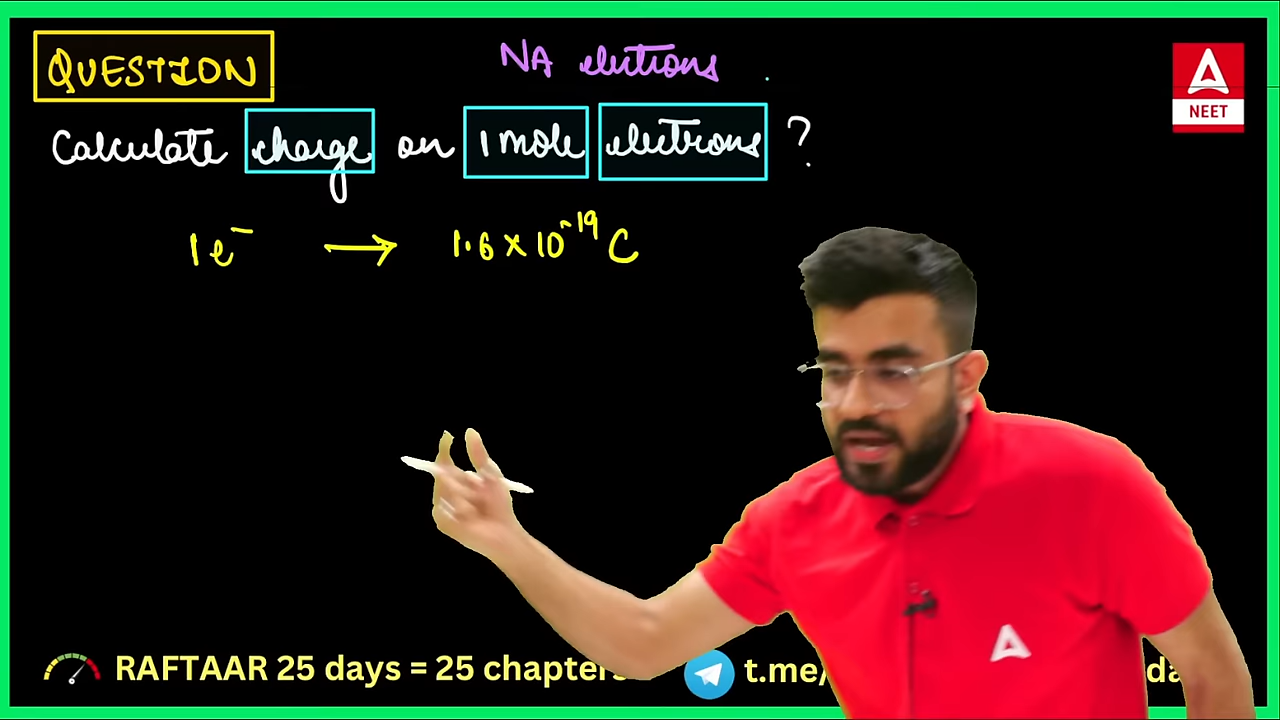 NA electrons
QUESTION
NEET
Calculate charge on 1 mole electrons ?
1 e⁻ → 1.6 × 10⁻¹⁹ C
RAFTAAR 25 days = 25 chapters
t.me/